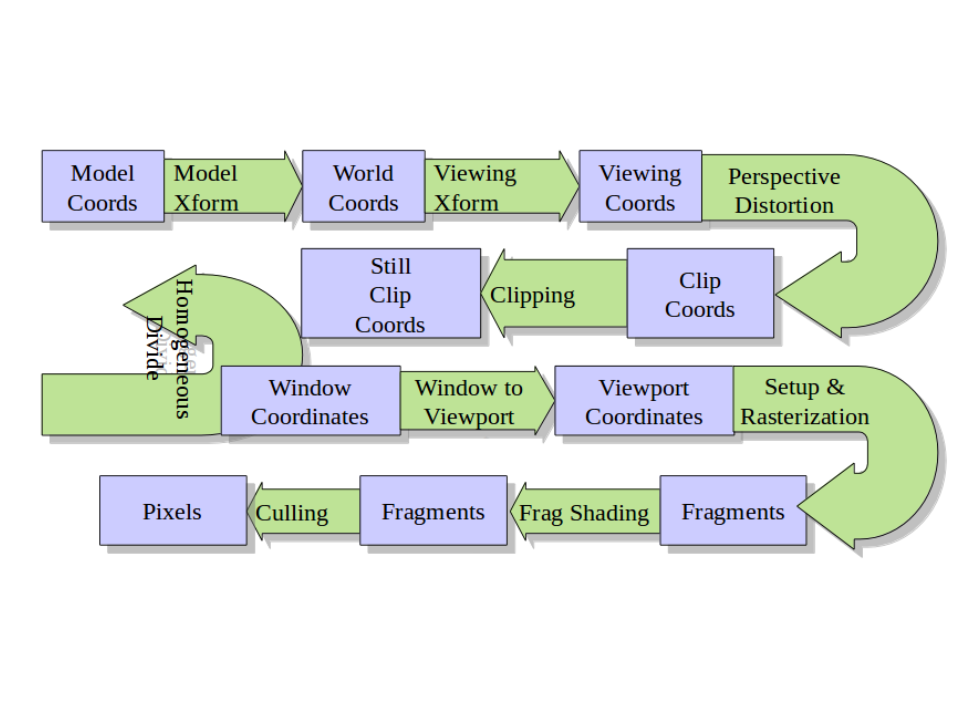 Model
Coords
Model
Xform
World
Coords
Viewing
Xform
Viewing
Coords
Perspective
Distortion
Clip
Coords
Clipping
Still
Clip
Coords
Homogeneous
Divide
Window
Coordinates
Window to
Viewport
Viewport
Coordinates
Setup &
Rasterization
Fragments
Frag Shading
Fragments
Culling
Pixels